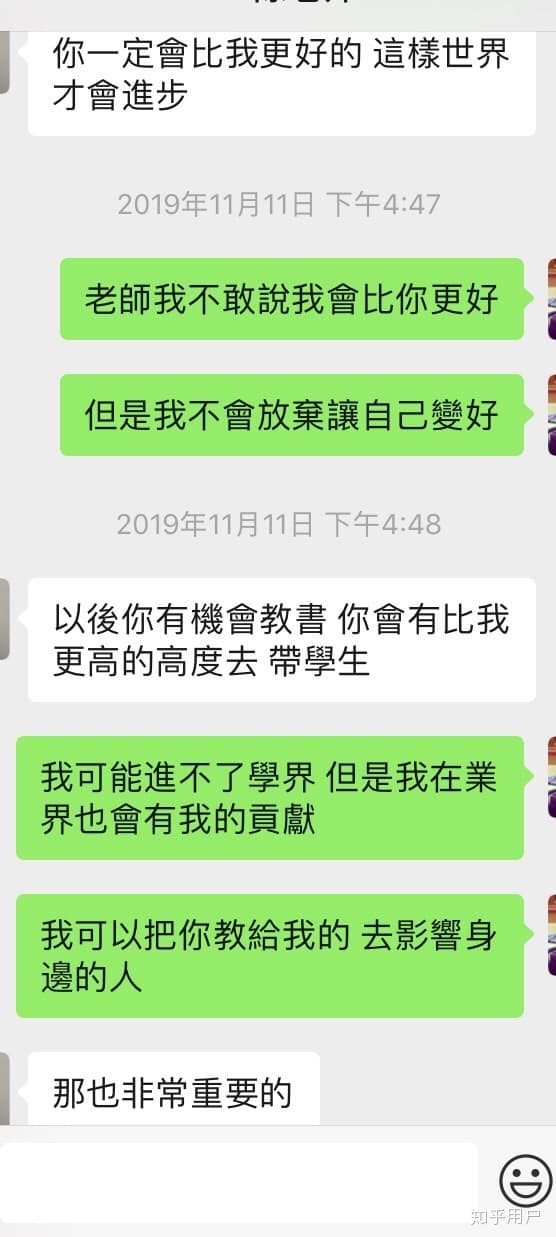 你一定會比我更好的 這樣世界
才會進步
2019年11月11日 下午4:47
老師我不敢說我會比你更好
但是我不會放棄讓自己變好
2019年11月11日 下午4:48
以後你有機會教書 你會有比我
更高的高度去 帶學生
我可能進不了學界 但是我在業
界也會有我的貢獻
我可以把你教給我的 去影響身
邊的人
那也非常重要的
知乎用户